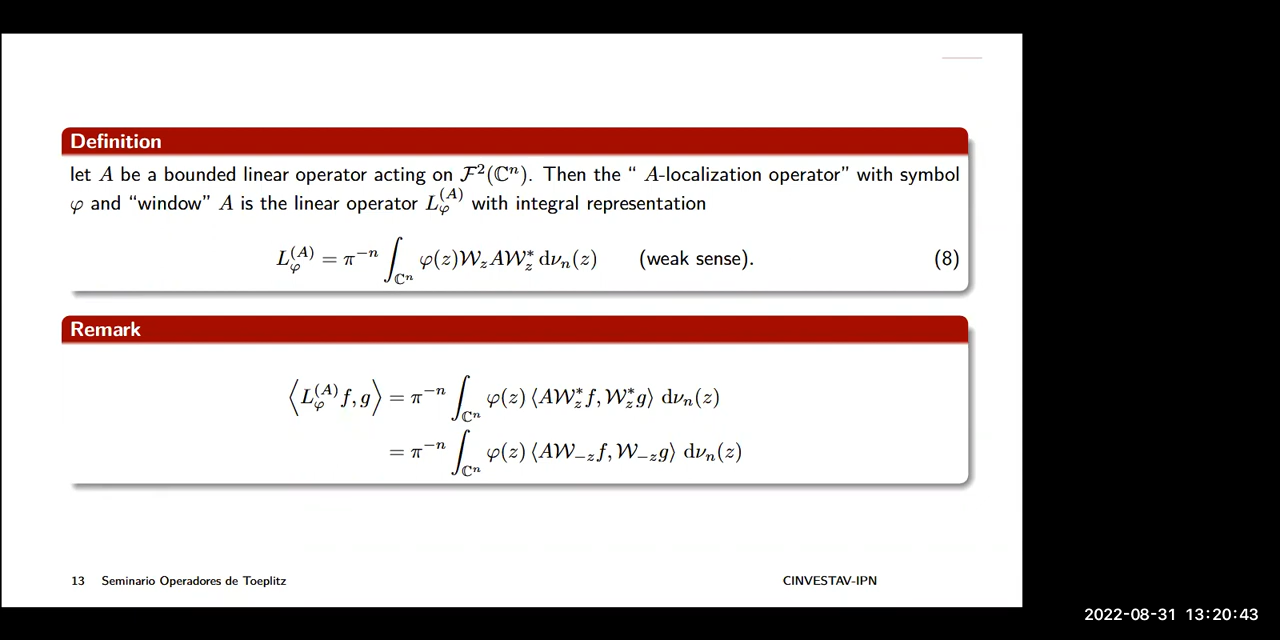 Definition
let A be a bounded linear operator acting on ℱ²(ℂⁿ). Then the “ A-localization operator” with symbol
φ and “window” A is the linear operator L_φ^{(A)} with integral representation
L_φ^{(A)} = π^{−n} ∫_{ℂⁿ} φ(z)𝒲_z A𝒲_z^* dν_n(z) (weak sense). (8)
Remark
⟨L_φ^{(A)} f, g⟩ = π^{−n} ∫_{ℂⁿ} φ(z) ⟨A𝒲_z^* f, 𝒲_z^* g⟩ dν_n(z)
= π^{−n} ∫_{ℂⁿ} φ(z) ⟨A𝒲_{−z} f, 𝒲_{−z} g⟩ dν_n(z)
13 Seminario Operadores de Toeplitz CINVESTAV-IPN
2022-08-31 13:20:43